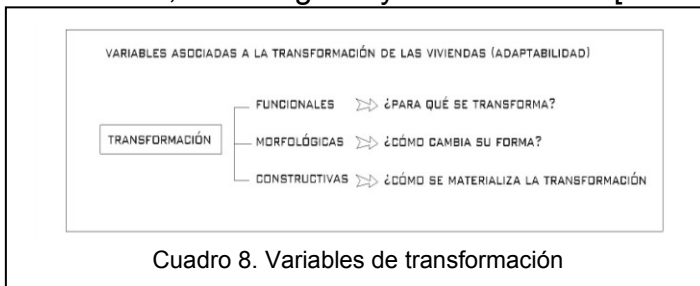 VARIABLES ASOCIADAS A LA TRANSFORMACIÓN DE LAS VIVIENDAS (ADAPTABILIDAD)
FUNCIONALES ¿PARA QUÉ SE TRANSFORMA?
TRANSFORMACIÓN MORFOLÓGICAS ¿CÓMO CAMBIA SU FORMA?
CONSTRUCTIVAS ¿CÓMO SE MATERIALIZA LA TRANSFORMACIÓN
Cuadro 8. Variables de transformación